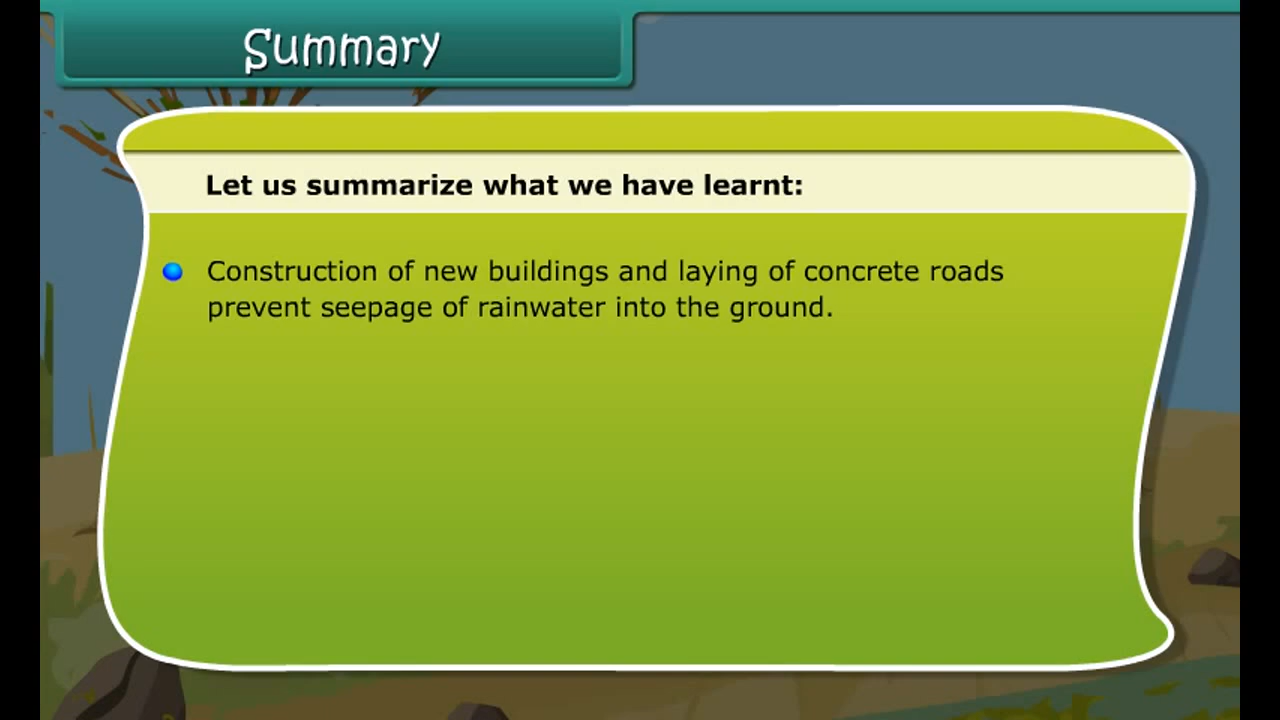 Summary
Let us summarize what we have learnt:
Construction of new buildings and laying of concrete roads
prevent seepage of rainwater into the ground.